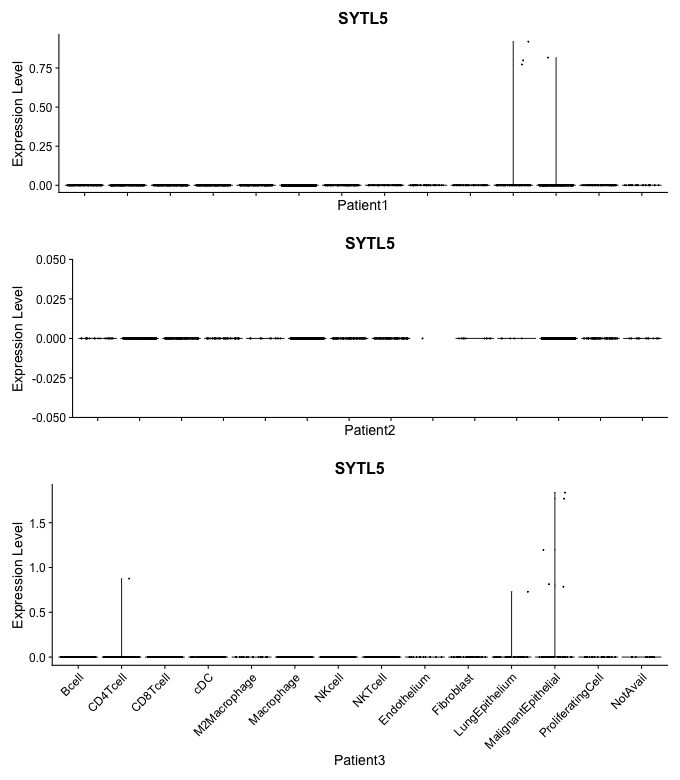 SYTL5
Expression Level
0.75
0.50
0.25
0.00
Patient1
SYTL5
Expression Level
0.050
0.025
0.000
-0.025
-0.050
Patient2
SYTL5
Expression Level
1.5
1.0
0.5
0.0
Bcell
CD4Tcell
CD8Tcell
cDC
M2Macrophage
Macrophage
NKcell
NKTcell
Endothelium
Fibroblast
LungEpithelium
MalignantEpithelial
ProliferatingCell
NotAvail
Patient3